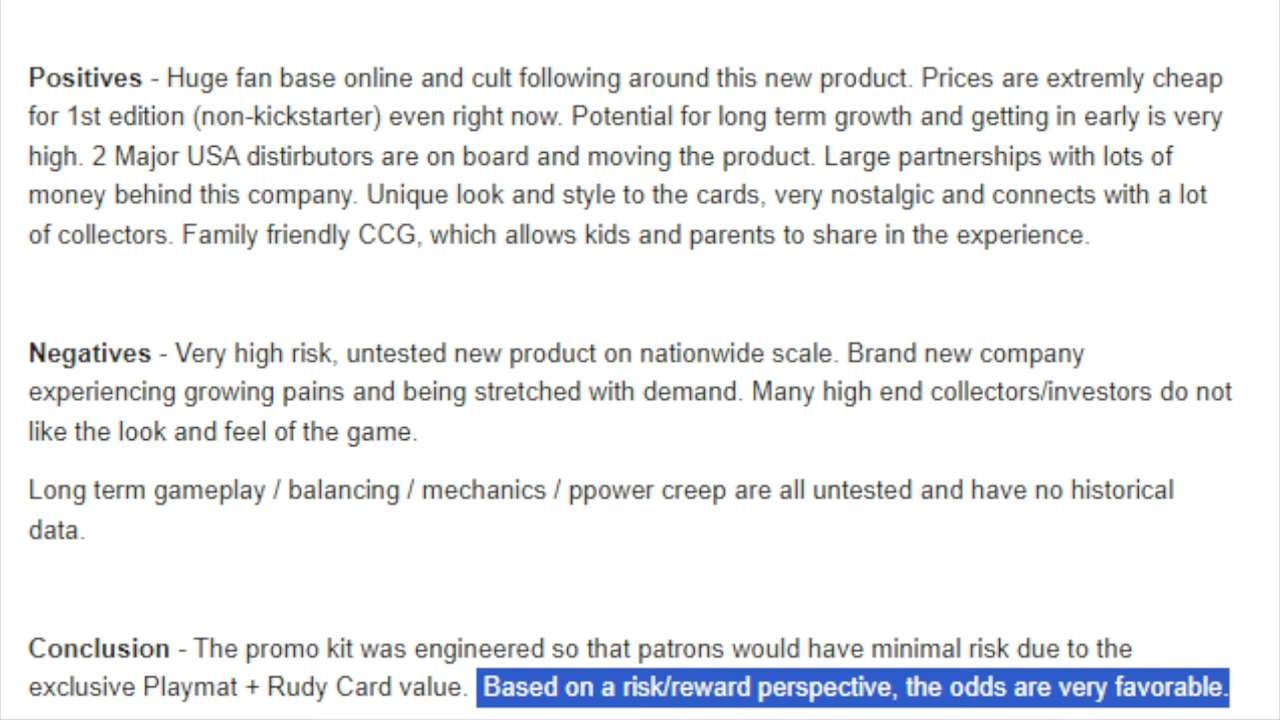 Positives - Huge fan base online and cult following around this new product. Prices are extremly cheap
for 1st edition (non-kickstarter) even right now. Potential for long term growth and getting in early is very
high. 2 Major USA distirbutors are on board and moving the product. Large partnerships with lots of
money behind this company. Unique look and style to the cards, very nostalgic and connects with a lot
of collectors. Family friendly CCG, which allows kids and parents to share in the experience.
Negatives - Very high risk, untested new product on nationwide scale. Brand new company
experiencing growing pains and being stretched with demand. Many high end collectors/investors do not
like the look and feel of the game.
Long term gameplay / balancing / mechanics / ppower creep are all untested and have no historical
data.
Conclusion - The promo kit was engineered so that patrons would have minimal risk due to the
exclusive Playmat + Rudy Card value. Based on a risk/reward perspective, the odds are very favorable.